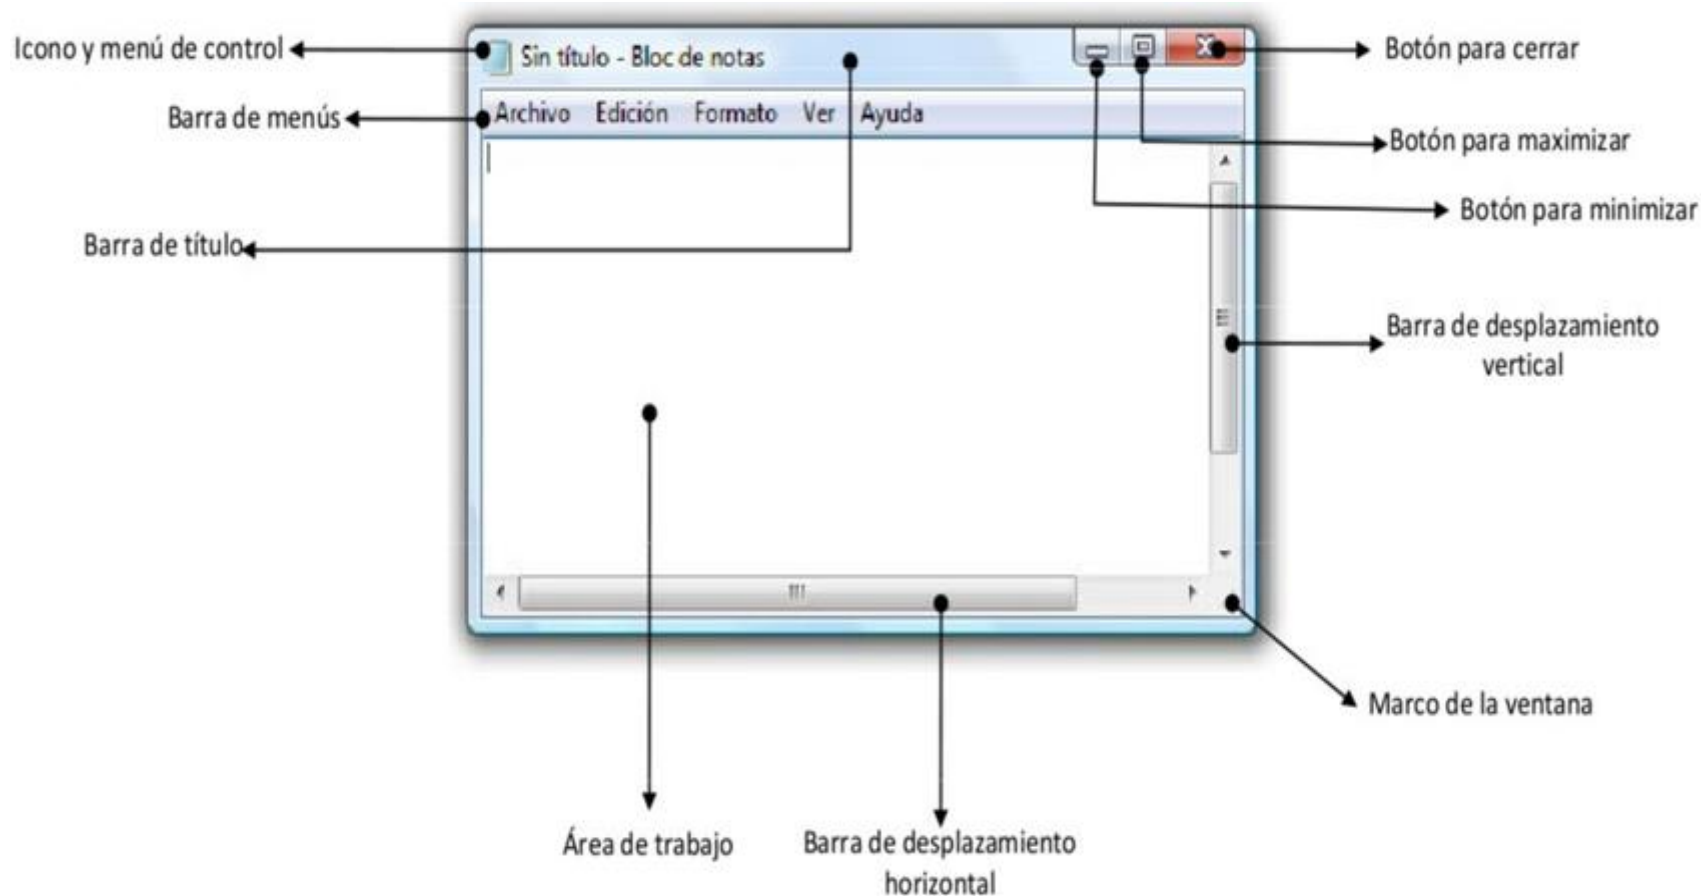 Icono y menú de control
Sin título - Bloc de notas
Botón para cerrar
Barra de menús
Archivo Edición Formato Ver Ayuda
Botón para maximizar
Botón para minimizar
Barra de título
Barra de desplazamiento
vertical
Marco de la ventana
Área de trabajo
Barra de desplazamiento
horizontal